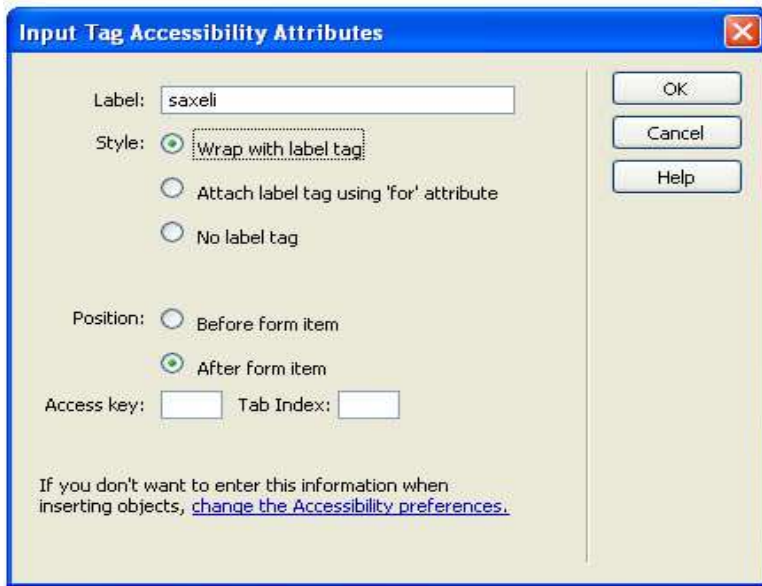 Input Tag Accessibility Attributes
Label: saxeli
OK
Style: Wrap with label tag
Cancel
Attach label tag using 'for' attribute
Help
No label tag
Position: Before form item
After form item
Access key: Tab Index:
If you don't want to enter this information when
inserting objects, change the Accessibility preferences.